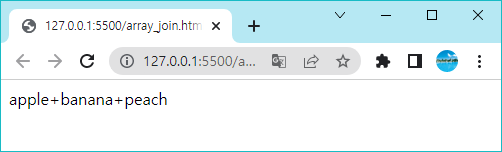 127.0.0.1:5500/array_join.htm
127.0.0.1:5500/a...
apple+banana+peach